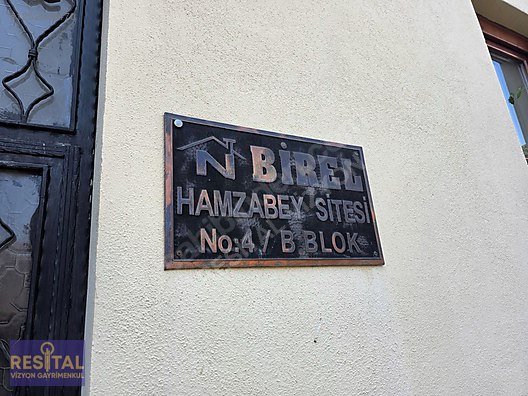 BİREL
HAMZABEY SİTESİ
No:4/ B BLOK
RESİTAL
VİZYON GAYRİMENKUL